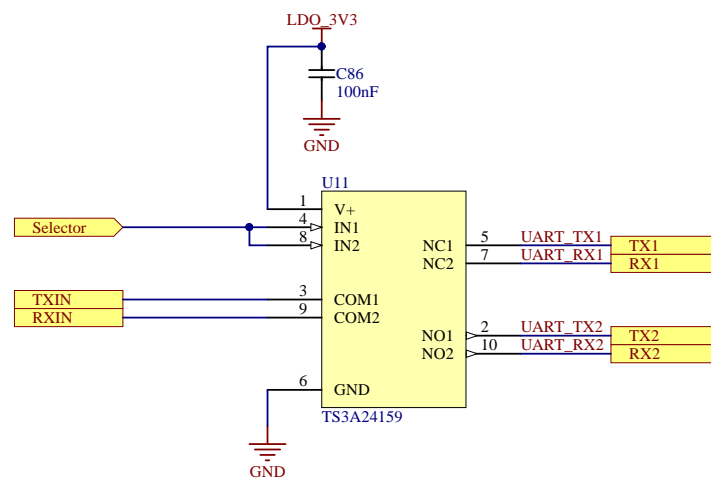 LDO_3V3
C86
100nF
GND
U11
1 V+
Selector 4 IN1
8 IN2
NC1 5 UART_TX1 TX1
NC2 7 UART_RX1 RX1
TXIN 3 COM1
RXIN 9 COM2
NO1 2 UART_TX2 TX2
NO2 10 UART_RX2 RX2
6 GND
TS3A24159
GND